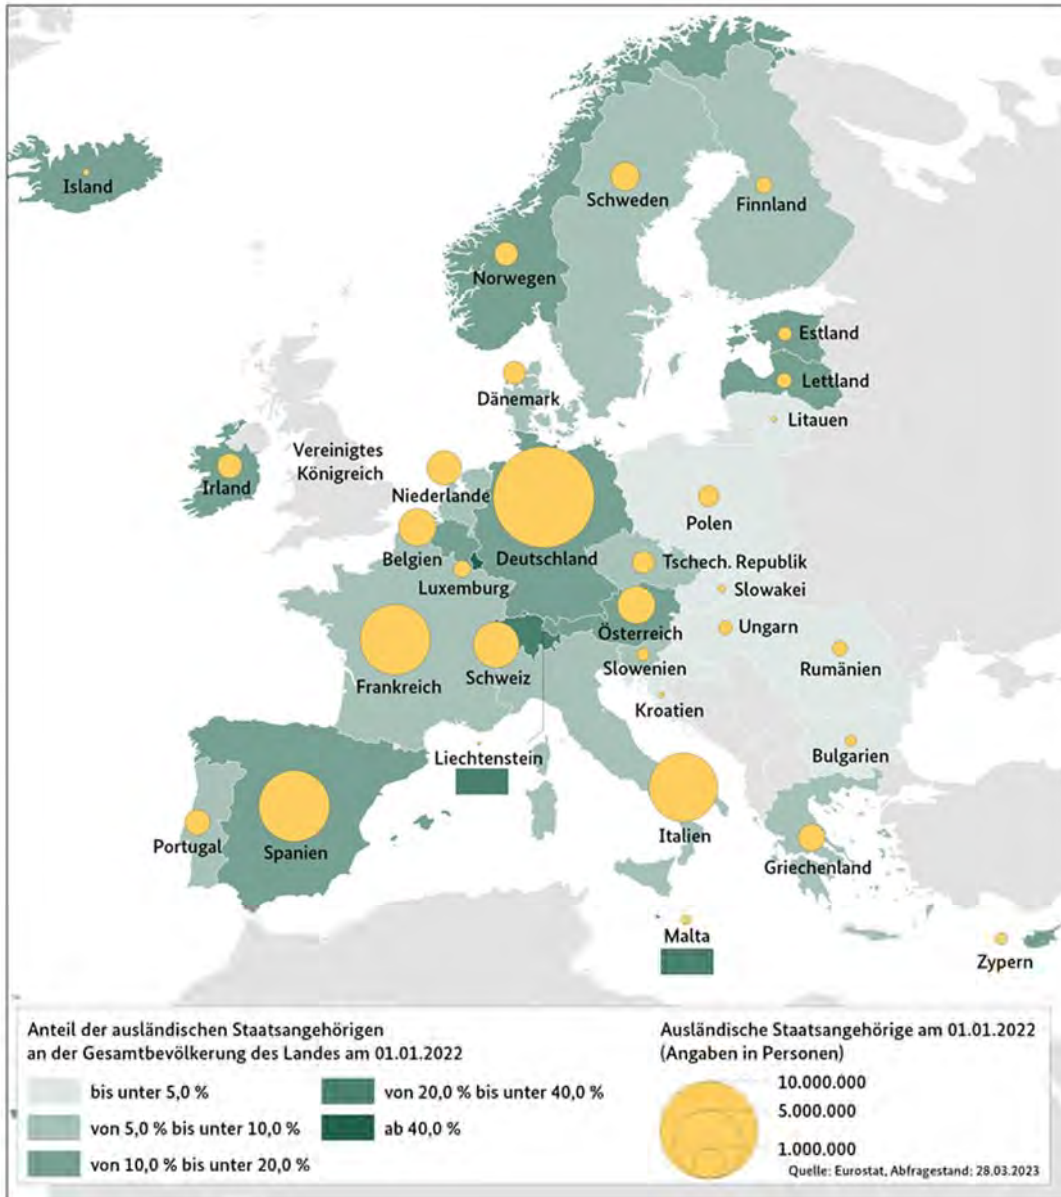 Island
Schweden
Finnland
Norwegen
Estland
Lettland
Dänemark
Litauen
Vereinigtes
Königreich
Irland
Niederlande
Polen
Belgien
Deutschland
Tschech. Republik
Luxemburg
Slowakei
Österreich
Ungarn
Slowenien
Rumänien
Schweiz
Frankreich
Kroatien
Liechtenstein
Bulgarien
Portugal
Spanien
Italien
Griechenland
Malta
Zypern
Anteil der ausländischen Staatsangehörigen
an der Gesamtbevölkerung des Landes am 01.01.2022
bis unter 5,0 %
von 5,0 % bis unter 10,0 %
von 10,0 % bis unter 20,0 %
von 20,0 % bis unter 40,0 %
ab 40,0 %
Ausländische Staatsangehörige am 01.01.2022
(Angaben in Personen)
10.000.000
5.000.000
1.000.000
Quelle: Eurostat, Abfragestand: 28.03.2023